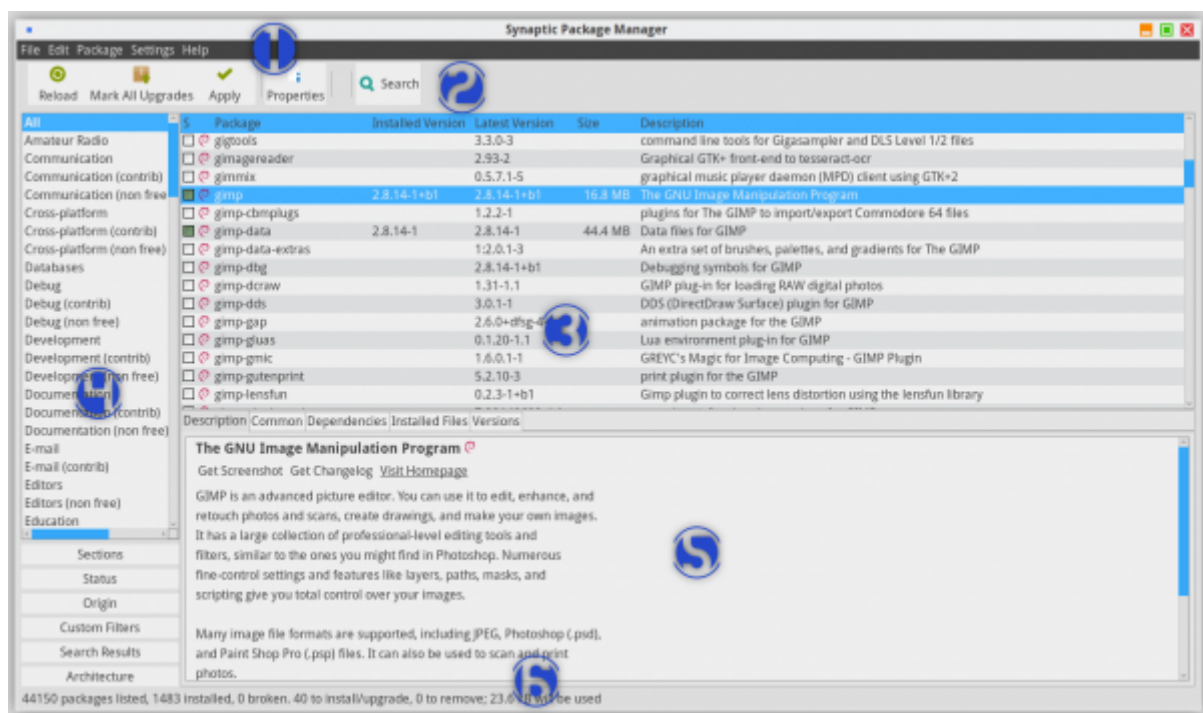 Synaptic Package Manager
File Edit Package Settings Help
1
Reload Mark All Upgrades Apply Properties Search
2
All
Amateur Radio
Communication
Communication (contrib)
Communication (non free
Cross-platform
Cross-platform (contrib)
Cross-platform (non free)
Databases
Debug
Debug (contrib)
Debug (non free)
Development
Development (contrib)
Development (non free)
Documentation
Documentation (contrib)
Documentation (non free)
E-mail
E-mail (contrib)
Editors
Editors (non free)
Education
4
Sections
Status
Origin
Custom Filters
Search Results
Architecture
S Package Installed Version Latest Version Size Description
gigtools 3.3.0-3 command line tools for Gigasampler and DLS Level 1/2 files
gimagereader 2.93-2 Graphical GTK+ front-end to tesseract-ocr
gimmix 0.5.7.1-5 graphical music player daemon (MPD) client using GTK+2
gimp 2.8.14-1+b1 2.8.14-1+b1 16.8 MB The GNU Image Manipulation Program
gimp-cbmplugs 1.2.2-1 plugins for The GIMP to import/export Commodore 64 files
gimp-data 2.8.14-1 2.8.14-1 44.4 MB Data files for GIMP
gimp-data-extras 1:2.0.1-3 An extra set of brushes, palettes, and gradients for The GIMP
gimp-dbg 2.8.14-1+b1 Debugging symbols for GIMP
gimp-dcraw 1.31-1.1 GIMP plug-in for loading RAW digital photos
gimp-dds 3.0.1-1 DDS (DirectDraw Surface) plugin for GIMP
gimp-gap animation package for the GIMP
gimp-gluas 0.1.20-1.1 Lua environment plug-in for GIMP
gimp-gmic 1.6.0.1-1 GREYC's Magic for Image Computing - GIMP Plugin
gimp-gutenprint 5.2.10-3 print plugin for the GIMP
gimp-lensfun 0.2.3-1+b1 Gimp plugin to correct lens distortion using the lensfun library
3
Description Common Dependencies Installed Files Versions
The GNU Image Manipulation Program
Get Screenshot Get Changelog Visit Homepage
GIMP is an advanced picture editor. You can use it to edit, enhance, and
retouch photos and scans, create drawings, and make your own images.
It has a large collection of professional-level editing tools and
filters, similar to the ones you might find in Photoshop. Numerous
fine-control settings and features like layers, paths, masks, and
scripting give you total control over your images.
Many image file formats are supported, including JPEG, Photoshop (.psd),
and Paint Shop Pro (.psp) files. It can also be used to scan and print
photos.
5
6
44150 packages listed, 1483 installed, 0 broken. 40 to install/upgrade, 0 to remove; will be used